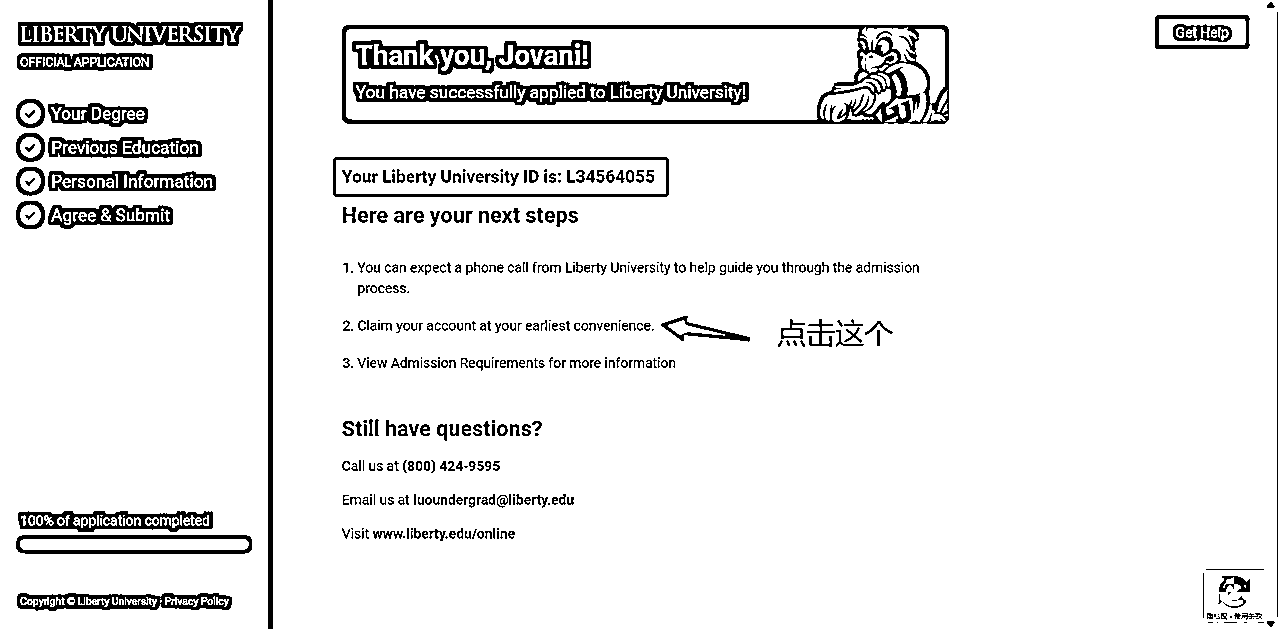 LIBERTY UNIVERSITY
OFFICIAL APPLICATION
Your Degree
Previous Education
Personal Information
Agree & Submit
100% of application completed
Copyright © Liberty University · Privacy Policy
Thank you, Jovani!
You have successfully applied to Liberty University!
LU
Get Help
Your Liberty University ID is: L34564055
Here are your next steps
1. You can expect a phone call from Liberty University to help guide you through the admission
process.
2. Claim your account at your earliest convenience.
点击这个
3. View Admission Requirements for more information
Still have questions?
Call us at (800) 424-9595
Email us at luoundergrad@liberty.edu
Visit www.liberty.edu/online